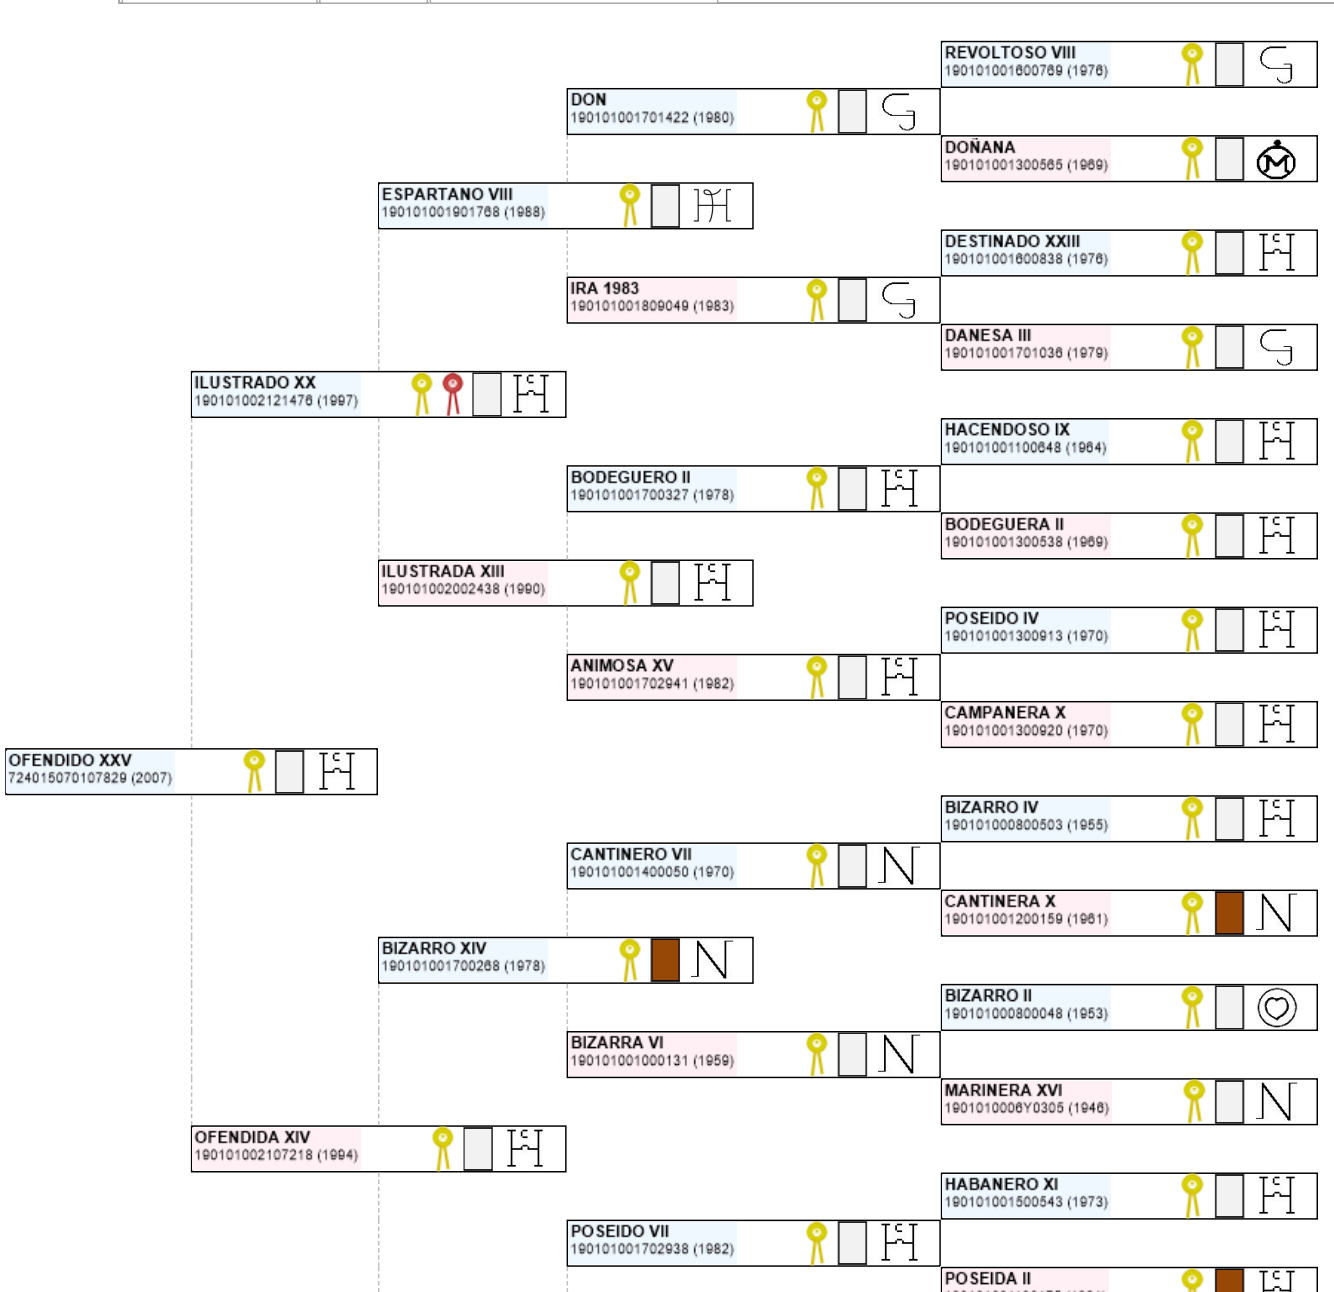 REVOLTOSO VIII
190101001600769 (1976)
DON
190101001701422 (1980)
DOÑANA
190101001300565 (1969)
ESPARTANO VIII
190101001901768 (1988)
DESTINADO XXIII
190101001600838 (1976)
IRA 1983
190101001809049 (1983)
DANESA III
190101001701036 (1979)
ILUSTRADO XX
190101002121476 (1997)
HACENDOSO IX
190101001100648 (1964)
BODEGUERO II
190101001700327 (1978)
BODEGUERA II
190101001300538 (1969)
ILUSTRADA XIII
190101002002438 (1990)
POSEIDO IV
190101001300913 (1970)
ANIMOSA XV
190101001702941 (1982)
CAMPANERA X
190101001300920 (1970)
OFENDIDO XXV
724015070107829 (2007)
BIZARRO IV
190101000800503 (1955)
CANTINERO VII
190101001400050 (1970)
CANTINERA X
190101001200159 (1961)
BIZARRO XIV
190101001700268 (1978)
BIZARRO II
190101000800048 (1953)
BIZARRA VI
190101001000131 (1959)
MARINERA XVI
1901010006Y0305 (1946)
OFENDIDA XIV
190101002107218 (1994)
HABANERO XI
190101001500543 (1973)
POSEIDO VII
190101001702938 (1982)
POSEIDA II